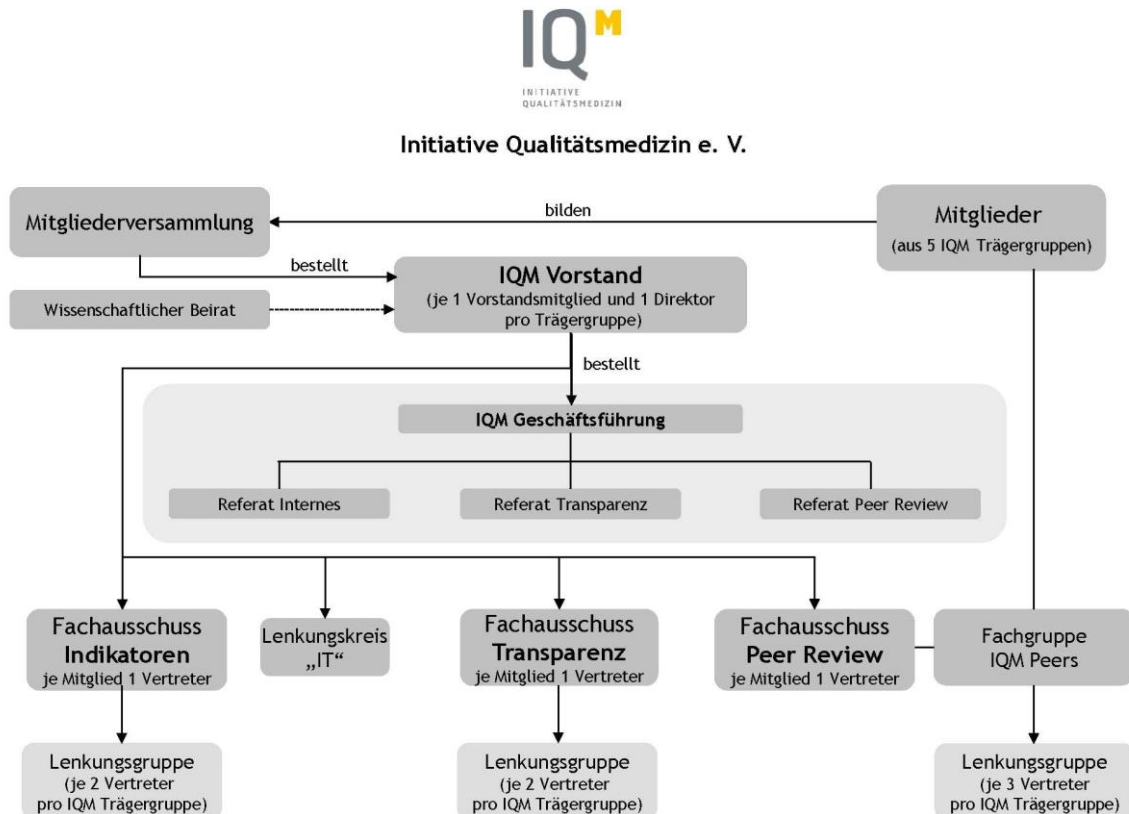 IQM
INITIATIVE
QUALITÄTSMEDIZIN
Initiative Qualitätsmedizin e. V.
Mitgliederversammlung
bilden
Mitglieder
(aus 5 IQM Trägergruppen)
bestellt
IQM Vorstand
(je 1 Vorstandsmitglied und 1 Direktor
pro Trägergruppe)
Wissenschaftlicher Beirat
bestellt
IQM Geschäftsführung
Referat Internes
Referat Transparenz
Referat Peer Review
Fachausschuss
Indikatoren
je Mitglied 1 Vertreter
Lenkungskreis
„IT“
Fachausschuss
Transparenz
je Mitglied 1 Vertreter
Fachausschuss
Peer Review
je Mitglied 1 Vertreter
Fachgruppe
IQM Peers
Lenkungsgruppe
(je 2 Vertreter
pro IQM Trägergruppe)
Lenkungsgruppe
(je 2 Vertreter
pro IQM Trägergruppe)
Lenkungsgruppe
(je 3 Vertreter
pro IQM Trägergruppe)